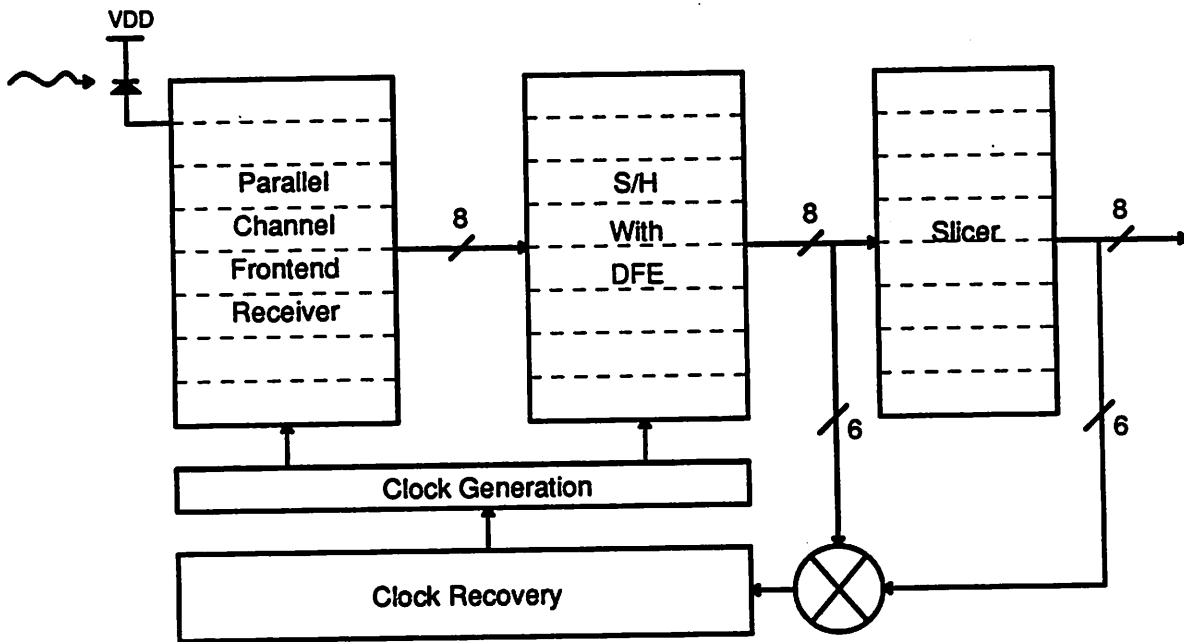 VDD
Parallel
Channel
Frontend
Receiver
8
S/H
With
DFE
8
Slicer
8
6
6
Clock Generation
Clock Recovery